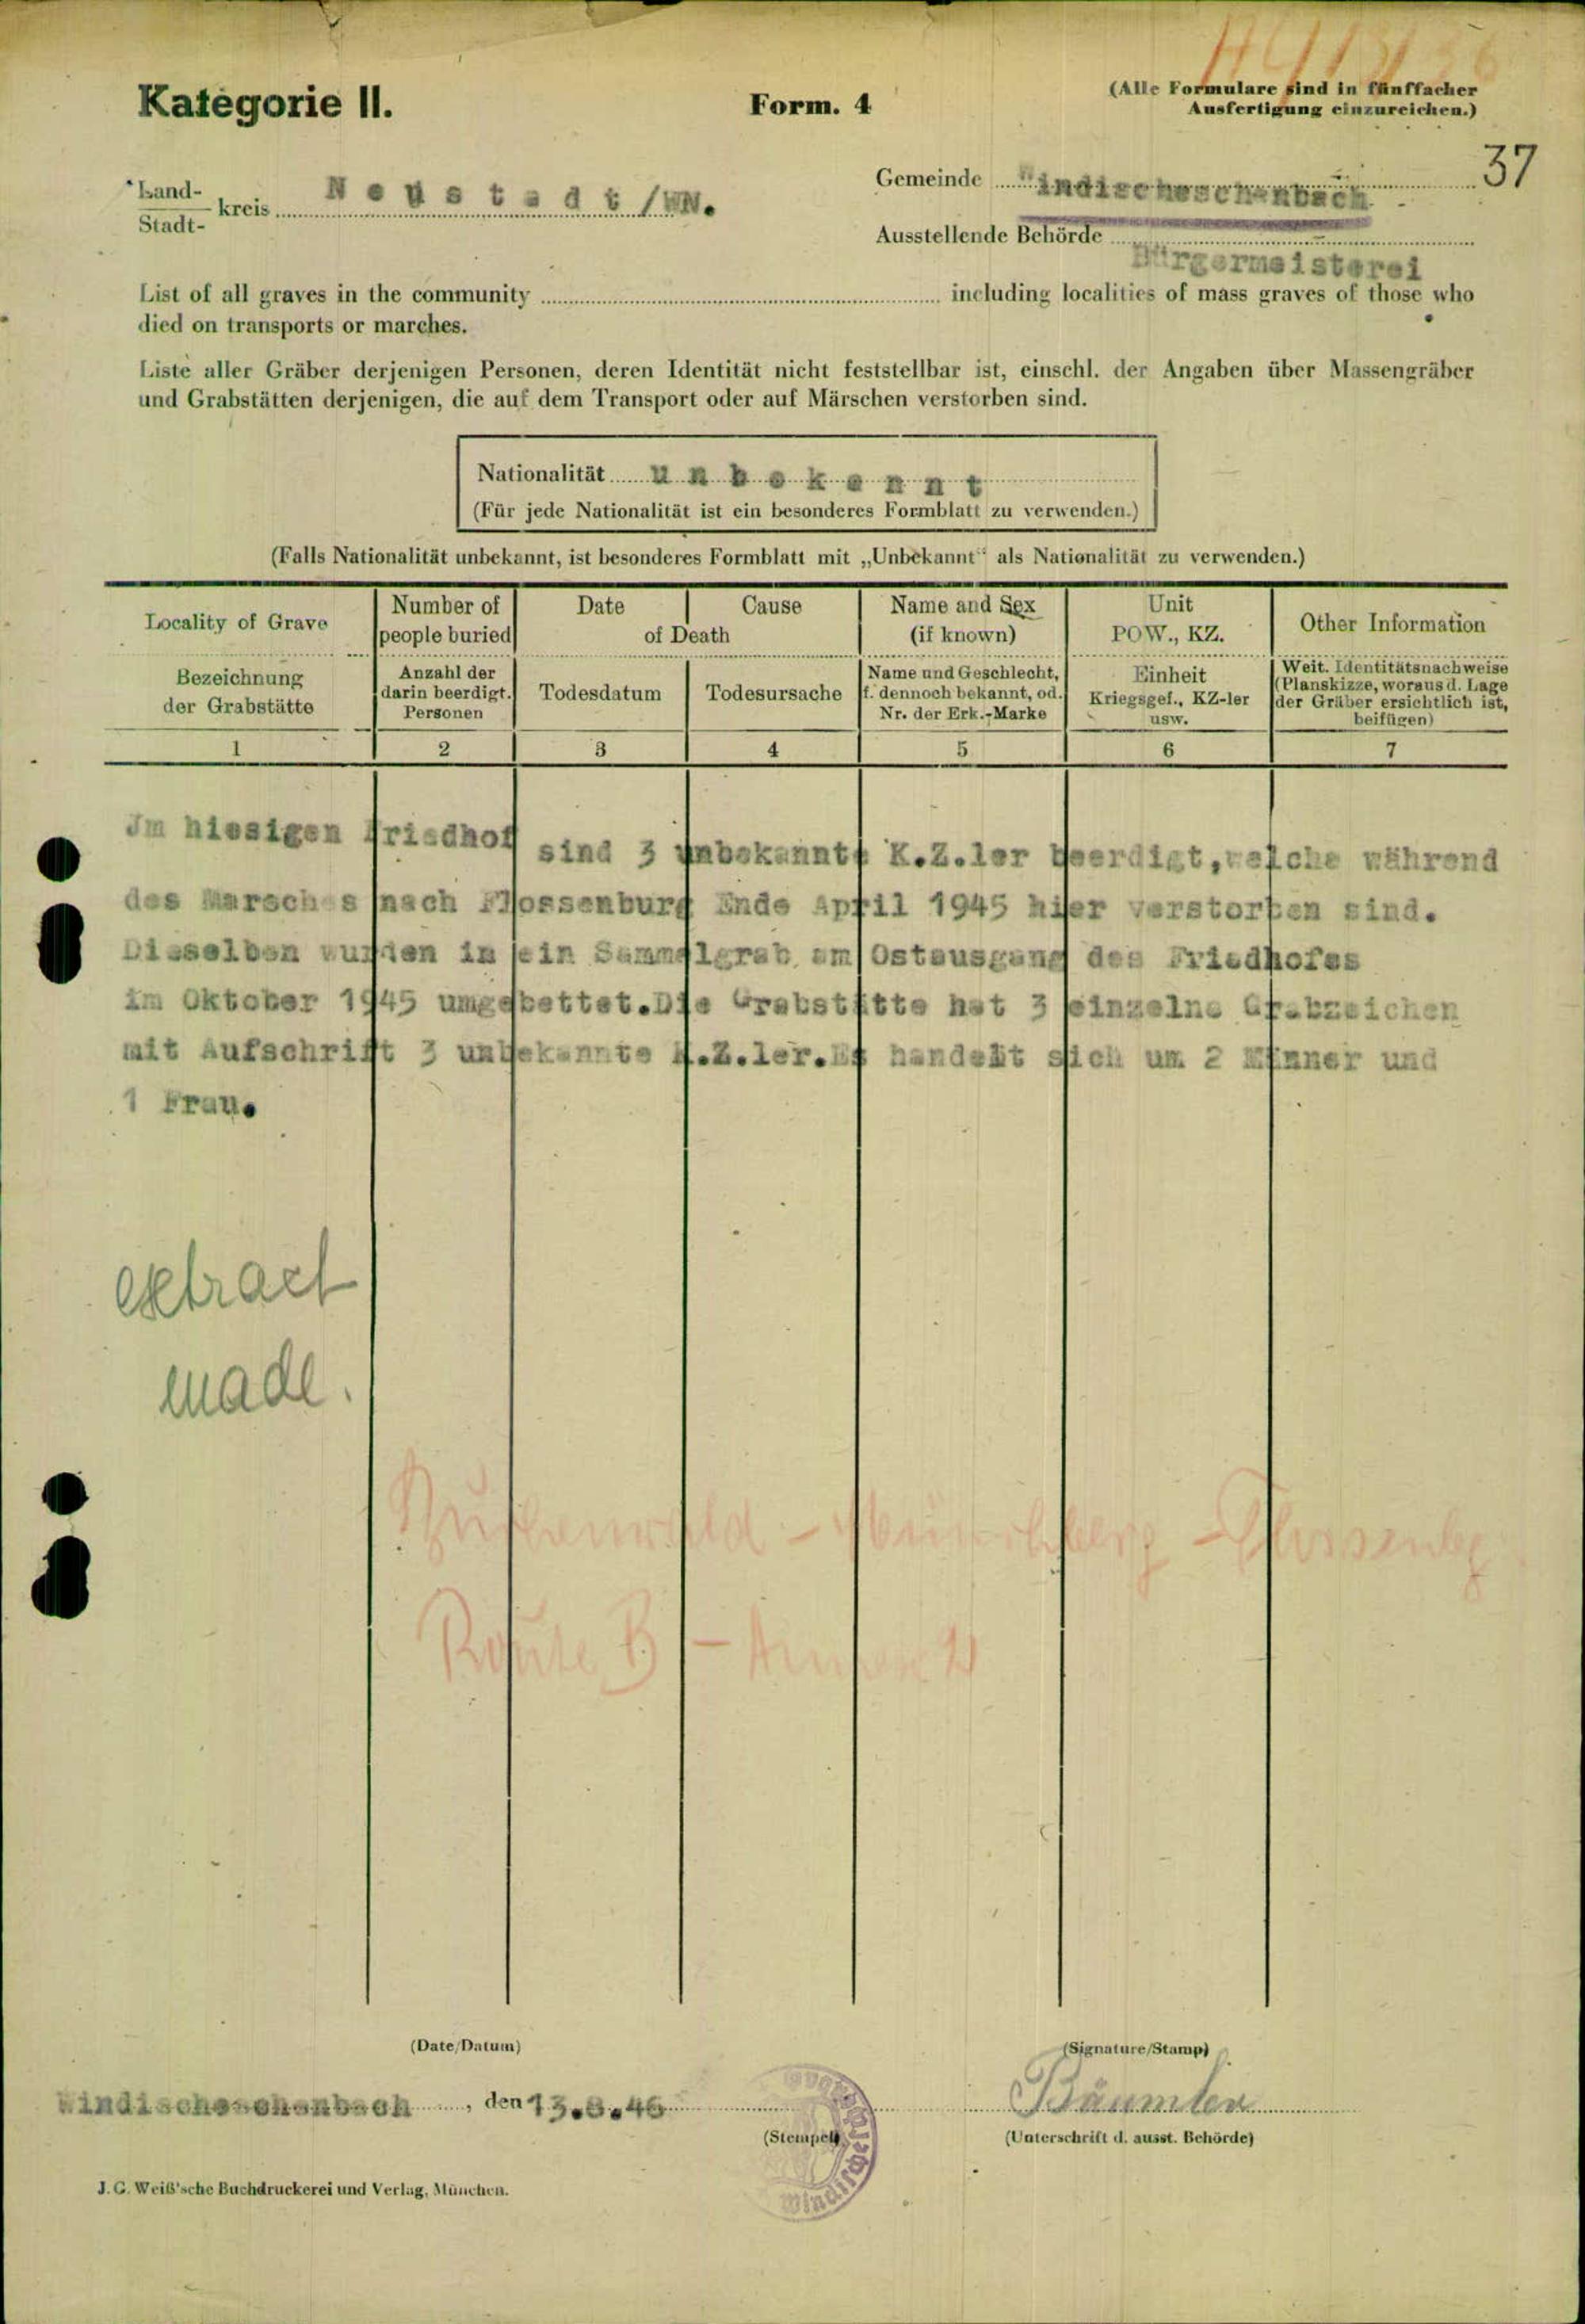 Kategorie II.
Form. 4
(Alle Formulare sind in fünffacher
Ausfertigung einzureichen.)
37
Land-
Stadt- kreis Neustadt/WN.
Gemeinde Windischeschenbach
Ausstellende Behörde
Bürgermeisterei
List of all graves in the community including localities of mass graves of those who
died on transports or marches.
Liste aller Gräber derjenigen Personen, deren Identität nicht feststellbar ist, einschl. der Angaben über Massengräber
und Grabstätten derjenigen, die auf dem Transport oder auf Märschen verstorben sind.
Nationalität unbekannt
(Für jede Nationalität ist ein besonderes Formblatt zu verwenden.)
(Falls Nationalität unbekannt, ist besonderes Formblatt mit „Unbekannt“ als Nationalität zu verwenden.)
Locality of Grave
Number of
people buried
Date
Cause
of Death
Name and Sex
(if known)
Unit
POW., KZ.
Other Information
Bezeichnung
der Grabstätte
Anzahl der
darin beerdigt.
Personen
Todesdatum
Todesursache
Name und Geschlecht,
f. dennoch bekannt, od.
Nr. der Erk.-Marke
Einheit
Kriegsgef., KZ-ler
usw.
Weit. Identitätsnachweise
(Planskizze, woraus d. Lage
der Gräber ersichtlich ist,
beifügen)
1 2 3 4 5 6 7
Im hiesigen Friedhof sind 3 unbekannte K.Z.ler beerdigt,welche während
des Marsches nach Flossenburg Ende April 1945 hier verstorben sind.
Dieselben wurden in ein Sammelgrab am Ostausgang des Friedhofes
im Oktober 1945 umgebettet.Die Grabstätte hat 3 einzelne Grabzeichen
mit Aufschrift 3 unbekannte K.Z.ler.Es handelt sich um 2 Männer und
1 Frau.
extract
made.
Buchenwald - - Flossenbg
Route B - Annex
(Date/Datum)
(Signature/Stamp)
Windischeschenbach, den 13.
Bäumler
(Stempel)
(Unterschrift d. ausst. Behörde)
J. G. Weiß'sche Buchdruckerei und Verlag, München.